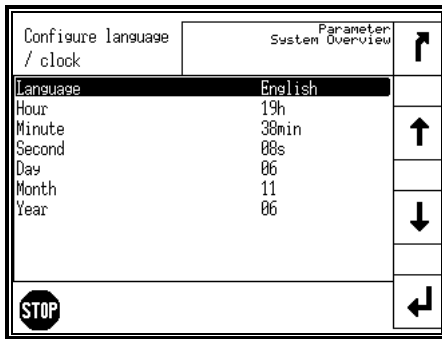 Configure language
/ clock
Parameter
System Overview
Language English
Hour 19h
Minute 38min
Second 08s
Day 06
Month 11
Year 06
STOP